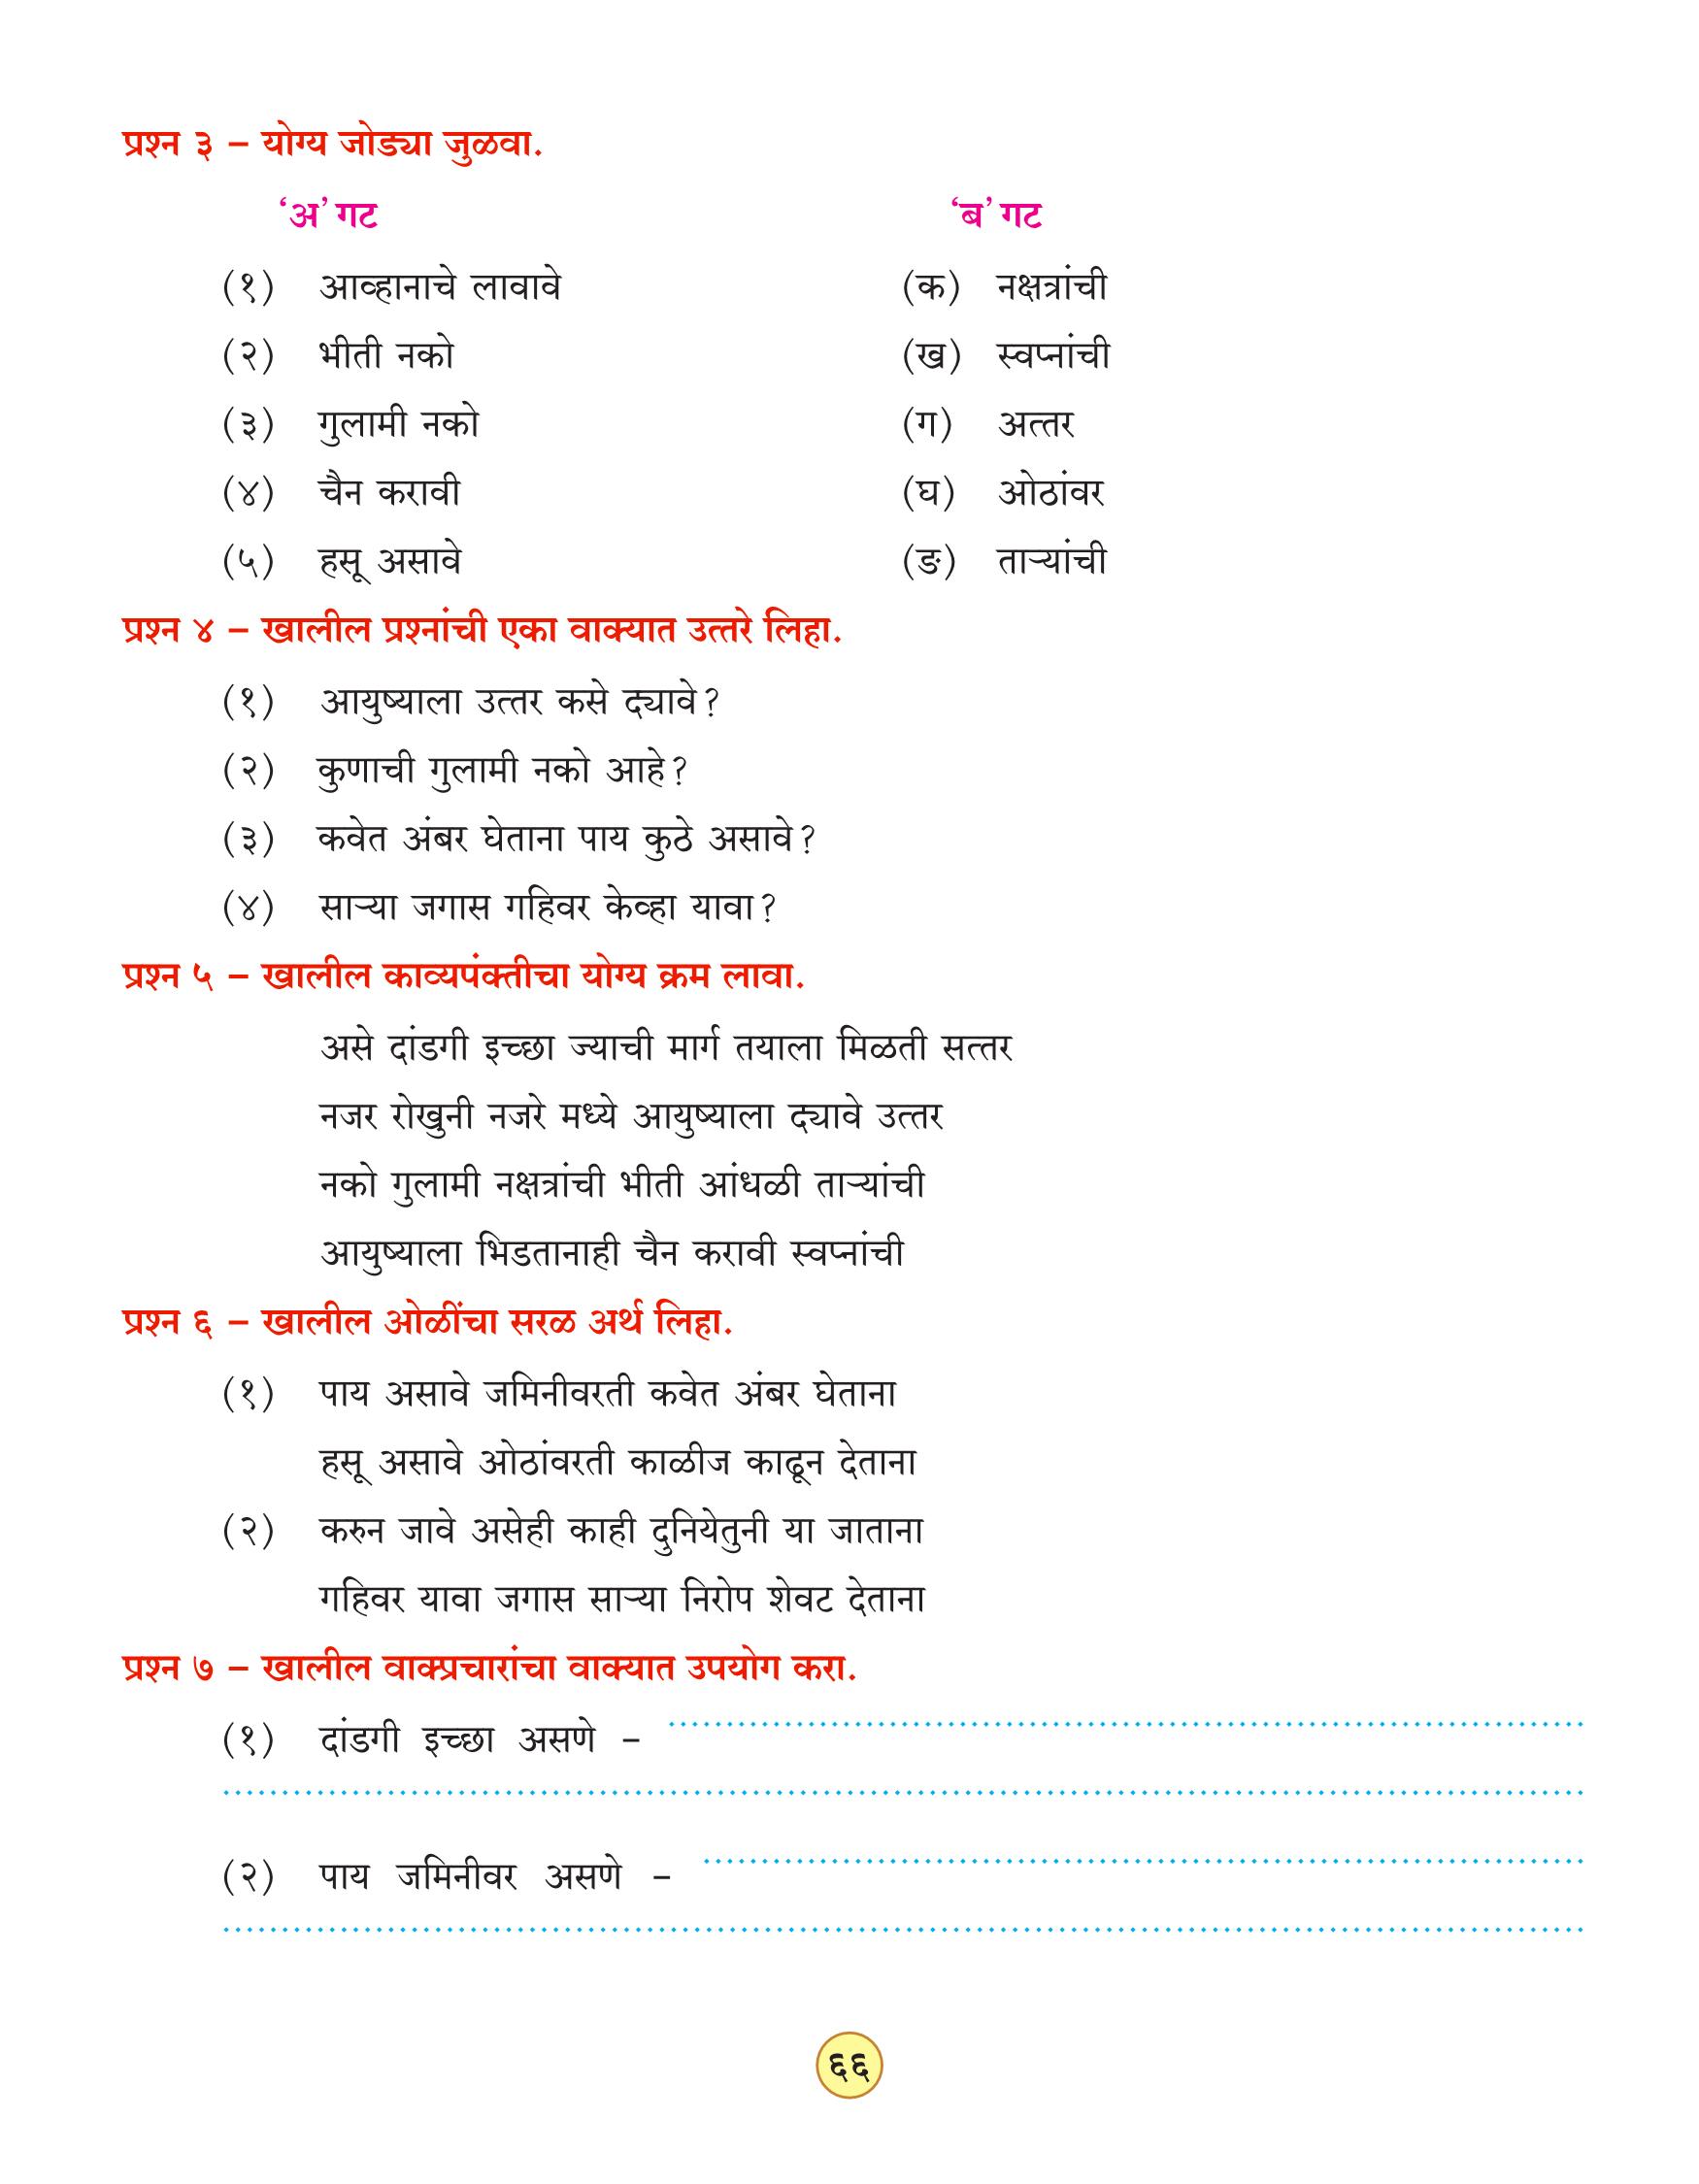 प्रश्न ३ – योग्य जोड्या जुळवा.
‘अ’ गट ‘ब’ गट
(१) आव्हानाचे लावावे (क) नक्षत्रांची
(२) भीती नको (ख) स्वप्नांची
(३) गुलामी नको (ग) अत्तर
(४) चैन करावी (घ) ओठांवर
(५) हसू असावे (ङ) ताऱ्यांची
प्रश्न ४ – खालील प्रश्नांची एका वाक्यात उत्तरे लिहा.
(१) आयुष्याला उत्तर कसे द्यावे?
(२) कुणाची गुलामी नको आहे?
(३) कवेत अंबर घेताना पाय कुठे असावे?
(४) साऱ्या जगास गहिवर केव्हा यावा?
प्रश्न ५ – खालील काव्यपंक्तीचा योग्य क्रम लावा.
असे दांडगी इच्छा ज्याची मार्ग तयाला मिळती सत्तर
नजर रोखुनी नजरे मध्ये आयुष्याला द्यावे उत्तर
नको गुलामी नक्षत्रांची भीती आंधळी ताऱ्यांची
आयुष्याला भिडतानाही चैन करावी स्वप्नांची
प्रश्न ६ – खालील ओळींचा सरळ अर्थ लिहा.
(१) पाय असावे जमिनीवरती कवेत अंबर घेताना
हसू असावे ओठांवरती काळीज काढून देताना
(२) करुन जावे असेही काही दुनियेतुनी या जाताना
गहिवर यावा जगास साऱ्या निरोप शेवट देताना
प्रश्न ७ – खालील वाक्प्रचारांचा वाक्यात उपयोग करा.
(१) दांडगी इच्छा असणे –
(२) पाय जमिनीवर असणे –
६६